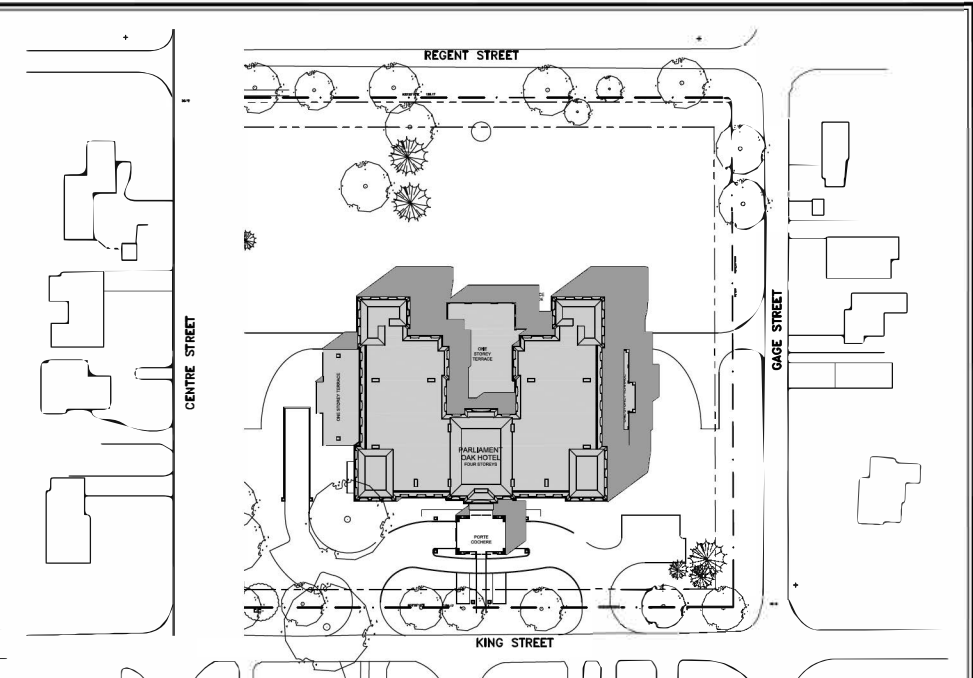 REGENT STREET
CENTRE STREET
GAGE STREET
ONE
STOREY
TERRACE
ONE STOREY TERRACE
PARLIAMENT
OAK HOTEL
FOUR STOREYS
PORTE
COCHERE
KING STREET